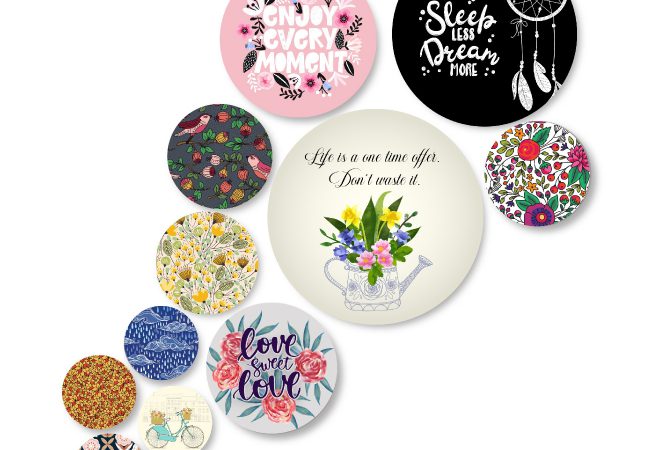 ENJOY
EVERY
MOMENT
Sleep
LESS
Dream
MORE
Life is a one time offer.
Don't waste it.
love
sweet
love